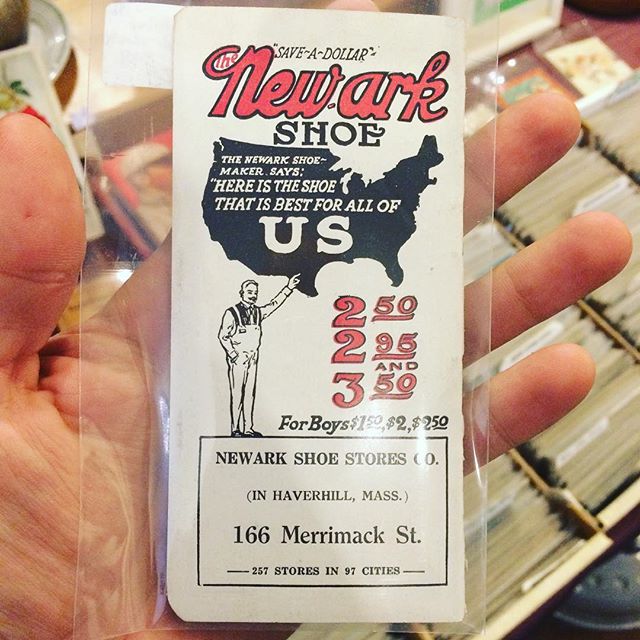 "SAVE-A-DOLLAR"
the Newark
SHOE
THE NEWARK SHOE-
MAKER SAYS;
"HERE IS THE SHOE
THAT IS BEST FOR ALL OF
US
2 50
2 95
AND
3 50
For Boys $1 50, $2, $2 50
NEWARK SHOE STORES CO.
(IN HAVERHILL, MASS.)
166 Merrimack St.
257 STORES IN 97 CITIES